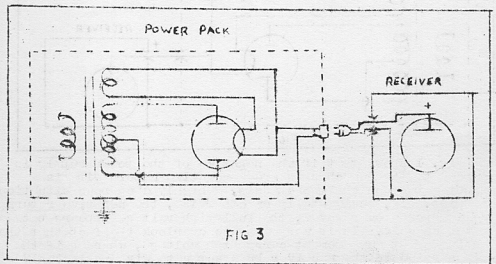 POWER PACK
RECEIVER
+
-
FIG 3